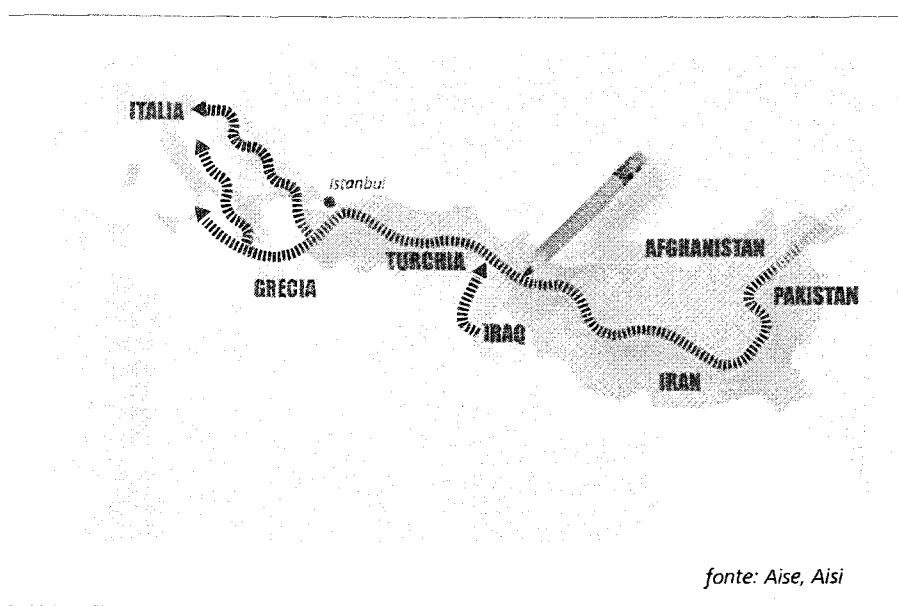 ITALIA
Istanbul
AFGHANISTAN
TURCHIA
GRECIA
PAKISTAN
IRAQ
IRAN
fonte: Aise, Aisi